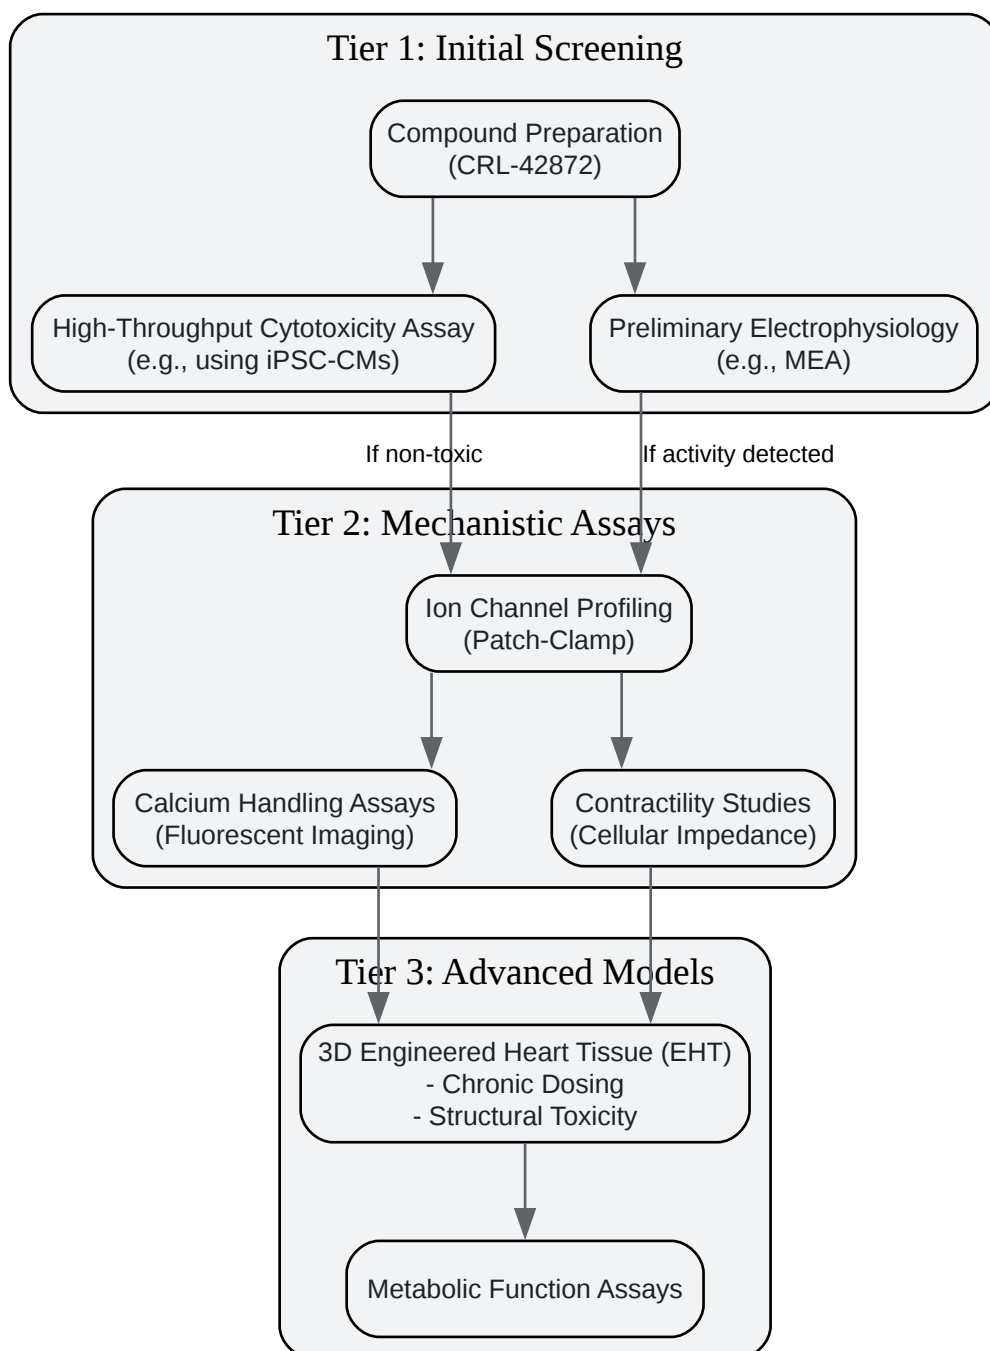 Tier 1: Initial Screening
Compound Preparation
(CRL-42872)
High-Throughput Cytotoxicity Assay
(e.g., using iPSC-CMs)
Preliminary Electrophysiology
(e.g., MEA)
If non-toxic
If activity detected
Tier 2: Mechanistic Assays
Ion Channel Profiling
(Patch-Clamp)
Calcium Handling Assays
(Fluorescent Imaging)
Contractility Studies
(Cellular Impedance)
Tier 3: Advanced Models
3D Engineered Heart Tissue (EHT)
- Chronic Dosing
- Structural Toxicity
Metabolic Function Assays